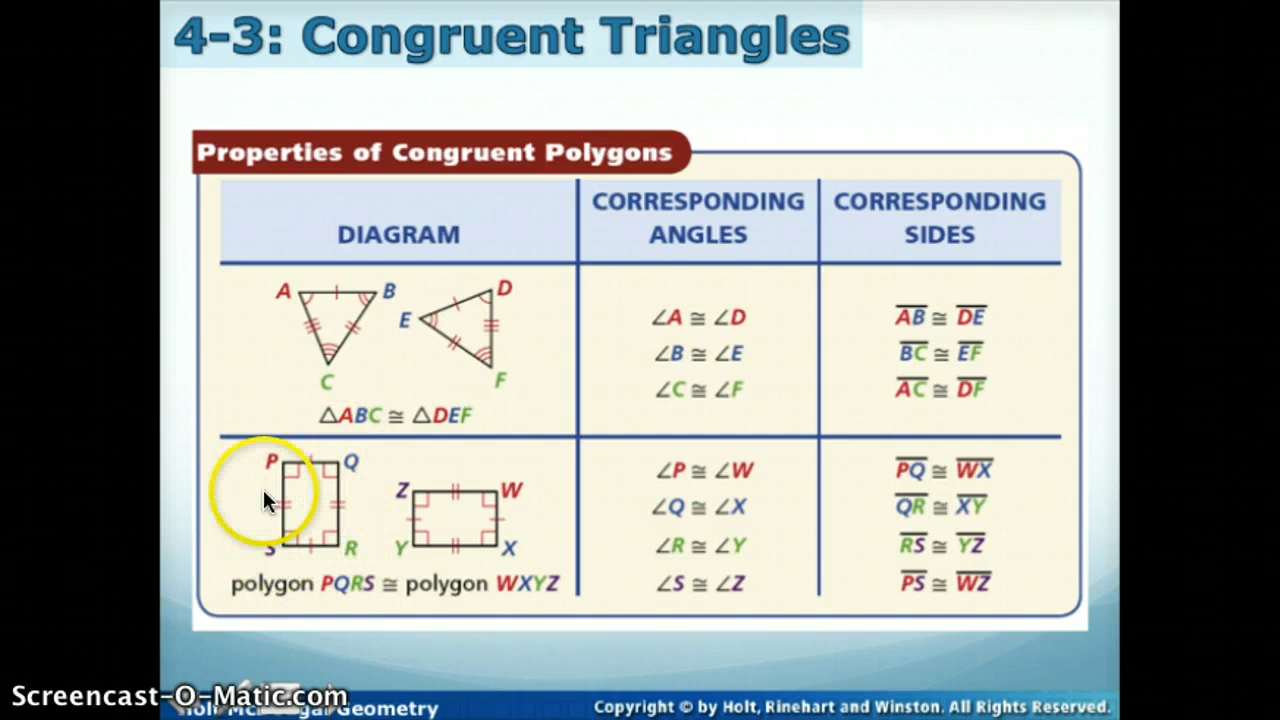 4-3: Congruent Triangles
Properties of Congruent Polygons
DIAGRAM
CORRESPONDING
ANGLES
CORRESPONDING
SIDES
A B
E D
C F
△ABC ≅ △DEF
∠A ≅ ∠D
∠B ≅ ∠E
∠C ≅ ∠F
AB ≅ DE
BC ≅ EF
AC ≅ DF
P Q
S R
Z W
Y X
polygon PQRS ≅ polygon WXYZ
∠P ≅ ∠W
∠Q ≅ ∠X
∠R ≅ ∠Y
∠S ≅ ∠Z
PQ ≅ WX
QR ≅ XY
RS ≅ YZ
PS ≅ WZ
Screencast-O-Matic.com
Holt McDougal Geometry
Copyright © by Holt, Rinehart and Winston. All Rights Reserved.